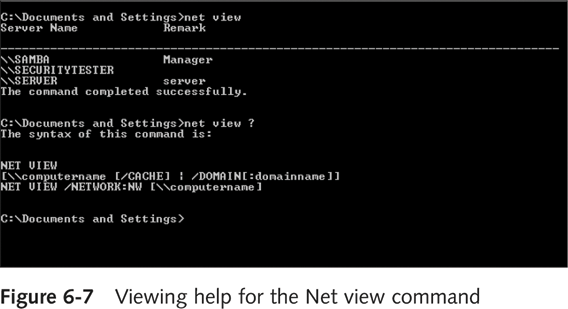 C:\Documents and Settings>net view
Server Name            Remark
-------------------------------------------------------------------------------
\\SAMBA                Manager
\\SECURITYTESTER
\\SERVER               server
The command completed successfully.
C:\Documents and Settings>net view ?
The syntax of this command is:
NET VIEW
[\\computername [/CACHE] | /DOMAIN[:domainname]]
NET VIEW /NETWORK:NW [\\computername]
C:\Documents and Settings>
Figure 6-7 Viewing help for the Net view command